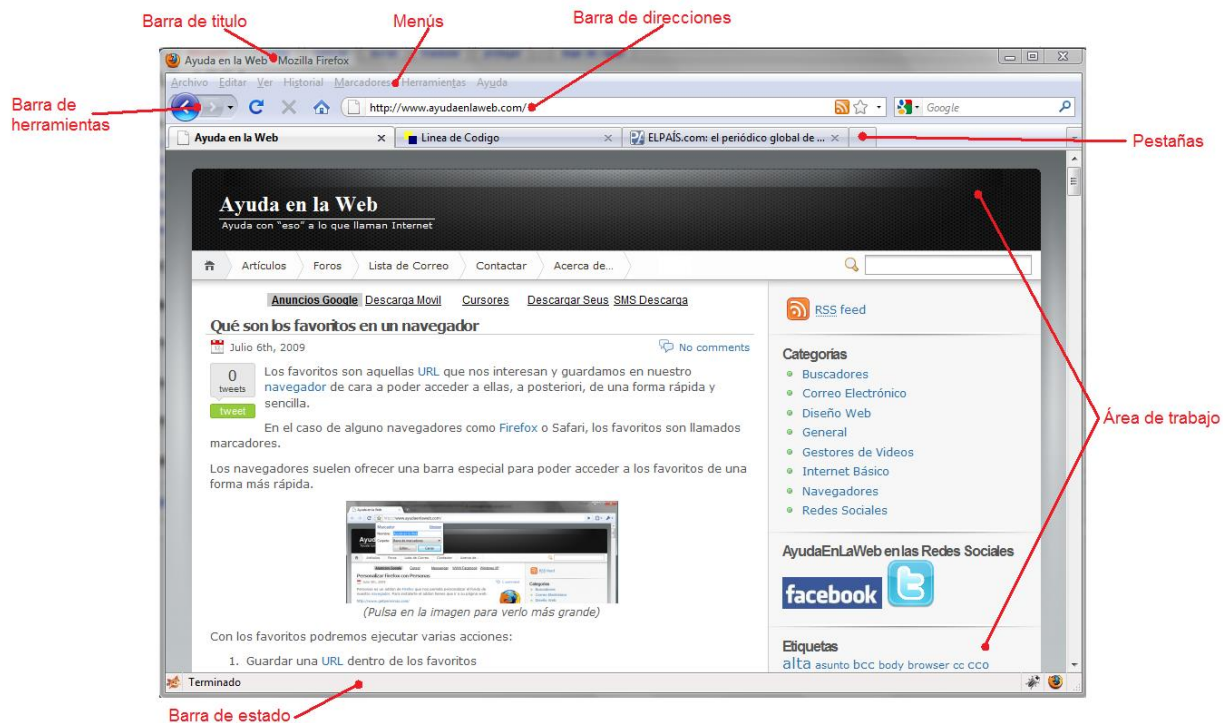 Barra de titulo
Menús
Barra de direcciones
Ayuda en la Web - Mozilla Firefox
Archivo Editar Ver Historial Marcadores Herramientas Ayuda
Barra de
herramientas
http://www.ayudaenlaweb.com/
Google
Ayuda en la Web
Linea de Codigo
ELPAÍS.com: el periódico global de ...
Pestañas
Ayuda en la Web
Ayuda con "eso" a lo que llaman Internet
Artículos Foros Lista de Correo Contactar Acerca de...
Anuncios Google Descarga Movil Cursores Descargar Seus SMS Descarga
Qué son los favoritos en un navegador
Julio 6th, 2009
No comments
0
tweets
tweet
Los favoritos son aquellas URL que nos interesan y guardamos en nuestro
navegador de cara a poder acceder a ellas, a posteriori, de una forma rápida y
sencilla.
En el caso de alguno navegadores como Firefox o Safari, los favoritos son llamados
marcadores.
Los navegadores suelen ofrecer una barra especial para poder acceder a los favoritos de una
forma más rápida.
Personalizar Firefox con Personas
(Pulsa en la imagen para verlo más grande)
Con los favoritos podremos ejecutar varias acciones:
1. Guardar una URL dentro de los favoritos
RSS feed
Categorias
Buscadores
Correo Electrónico
Diseño Web
General
Gestores de Videos
Internet Básico
Navegadores
Redes Sociales
Área de trabajo
AyudaEnLaWeb en las Redes Sociales
facebook
Etiquetas
alta asunto bcc body browser cc cco
Terminado
Barra de estado